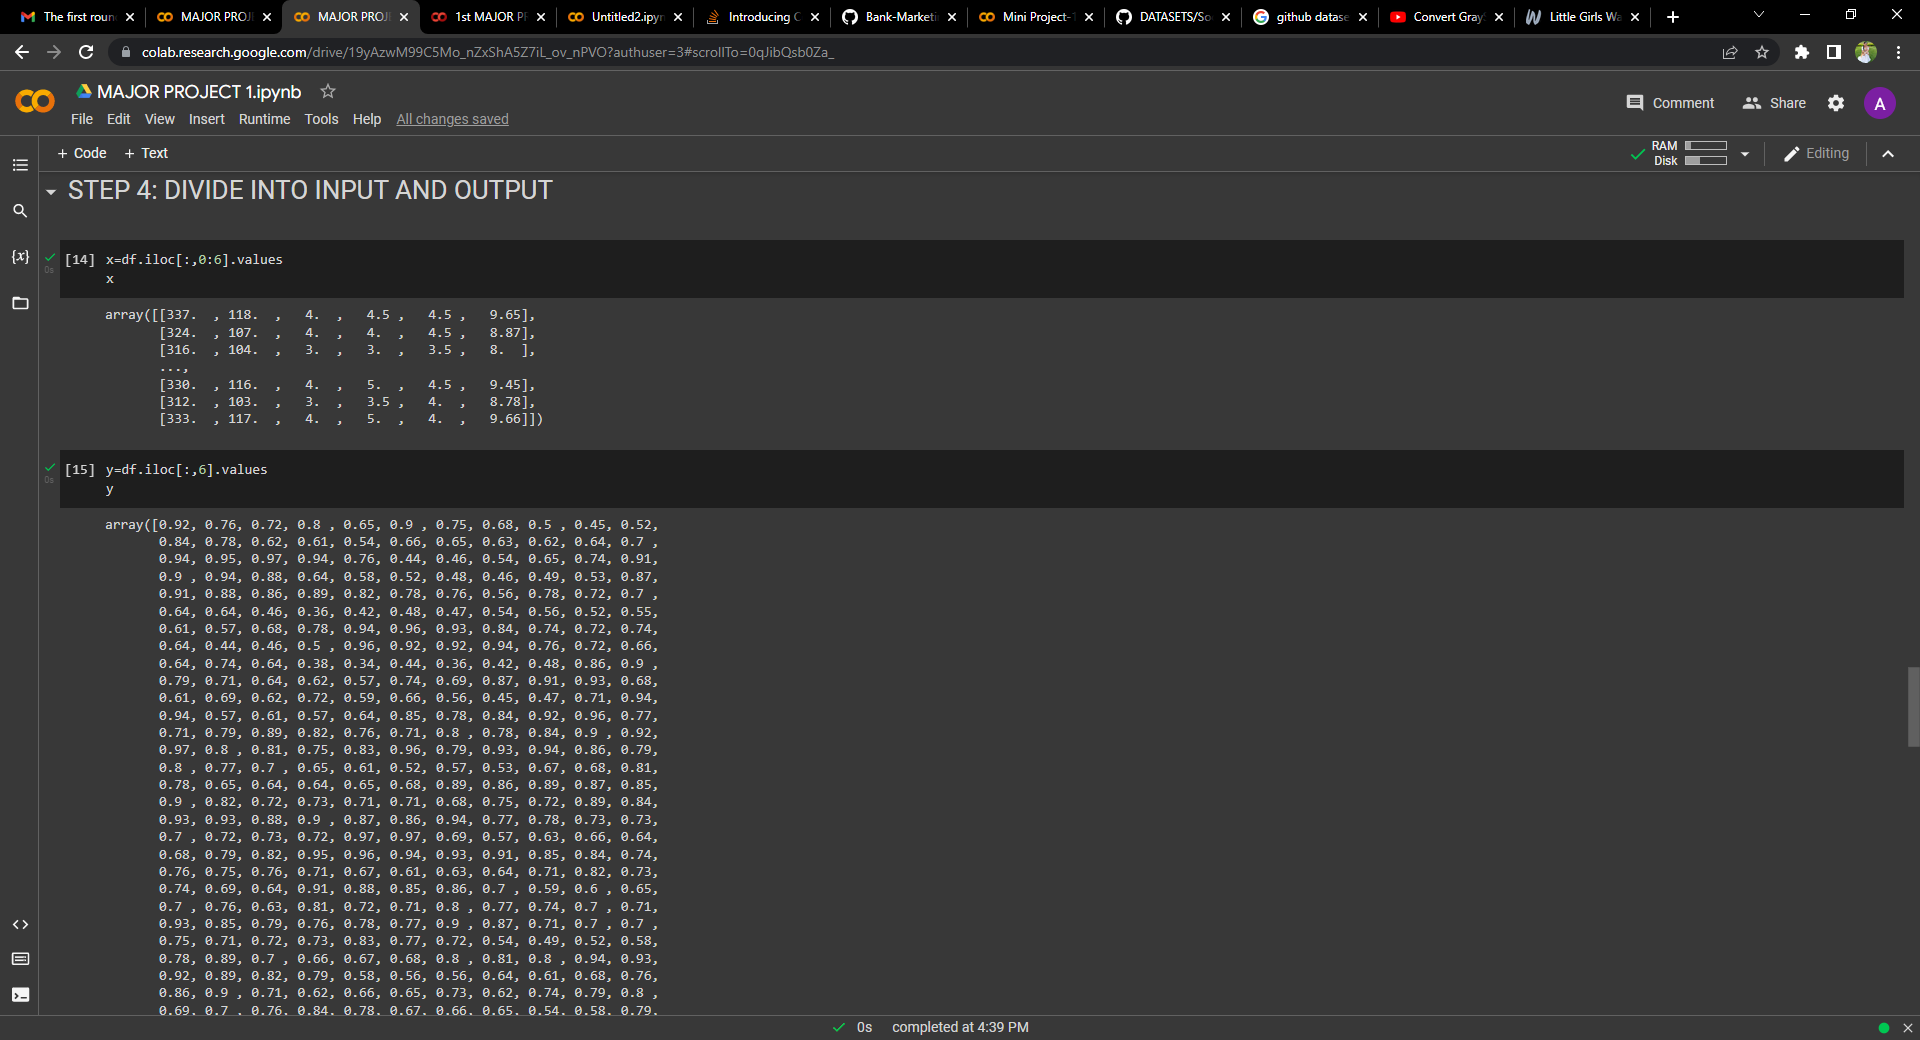 The first roun
MAJOR PROJ
MAJOR PROJ
1st MAJOR P
Untitled2.ipyn
Introducing C
Bank-Marketi
Mini Project-
DATASETS/So
github datase
Convert Gray
Little Girls Wa
colab.research.google.com/drive/19yAzwM99C5Mo_nZxShA5Z7iL_ov_nPVO?authuser=3#scrollTo=0qJibQsb0Za_
MAJOR PROJECT 1.ipynb
File Edit View Insert Runtime Tools Help All changes saved
Comment Share A
+ Code + Text
RAM
Disk
Editing
STEP 4: DIVIDE INTO INPUT AND OUTPUT
{x}
0s
[14] x=df.iloc[:,0:6].values
x
array([[337.  , 118.  ,   4.  ,   4.5 ,   4.5 ,   9.65],
[324.  , 107.  ,   4.  ,   4.  ,   4.5 ,   8.87],
[316.  , 104.  ,   3.  ,   3.  ,   3.5 ,   8.  ],
...,
[330.  , 116.  ,   4.  ,   5.  ,   4.5 ,   9.45],
[312.  , 103.  ,   3.  ,   3.5 ,   4.  ,   8.78],
[333.  , 117.  ,   4.  ,   5.  ,   4.  ,   9.66]])
0s
[15] y=df.iloc[:,6].values
y
array([0.92, 0.76, 0.72, 0.8 , 0.65, 0.9 , 0.75, 0.68, 0.5 , 0.45, 0.52,
0.84, 0.78, 0.62, 0.61, 0.54, 0.66, 0.65, 0.63, 0.62, 0.64, 0.7 ,
0.94, 0.95, 0.97, 0.94, 0.76, 0.44, 0.46, 0.54, 0.65, 0.74, 0.91,
0.9 , 0.94, 0.88, 0.64, 0.58, 0.52, 0.48, 0.46, 0.49, 0.53, 0.87,
0.91, 0.88, 0.86, 0.89, 0.82, 0.78, 0.76, 0.56, 0.78, 0.72, 0.7 ,
0.64, 0.64, 0.46, 0.36, 0.42, 0.48, 0.47, 0.54, 0.56, 0.52, 0.55,
0.61, 0.57, 0.68, 0.78, 0.94, 0.96, 0.93, 0.84, 0.74, 0.72, 0.74,
0.64, 0.44, 0.46, 0.5 , 0.96, 0.92, 0.92, 0.94, 0.76, 0.72, 0.66,
0.64, 0.74, 0.64, 0.38, 0.34, 0.44, 0.36, 0.42, 0.48, 0.86, 0.9 ,
0.79, 0.71, 0.64, 0.62, 0.57, 0.74, 0.69, 0.87, 0.91, 0.93, 0.68,
0.61, 0.69, 0.62, 0.72, 0.59, 0.66, 0.56, 0.45, 0.47, 0.71, 0.94,
0.94, 0.57, 0.61, 0.57, 0.64, 0.85, 0.78, 0.84, 0.92, 0.96, 0.77,
0.71, 0.79, 0.89, 0.82, 0.76, 0.71, 0.8 , 0.78, 0.84, 0.9 , 0.92,
0.97, 0.8 , 0.81, 0.75, 0.83, 0.96, 0.79, 0.93, 0.94, 0.86, 0.79,
0.8 , 0.77, 0.7 , 0.65, 0.61, 0.52, 0.57, 0.53, 0.67, 0.68, 0.81,
0.78, 0.65, 0.64, 0.64, 0.65, 0.68, 0.89, 0.86, 0.89, 0.87, 0.85,
0.9 , 0.82, 0.72, 0.73, 0.71, 0.71, 0.68, 0.75, 0.72, 0.89, 0.84,
0.93, 0.93, 0.88, 0.9 , 0.87, 0.86, 0.94, 0.77, 0.78, 0.73, 0.73,
0.7 , 0.72, 0.73, 0.72, 0.97, 0.97, 0.69, 0.57, 0.63, 0.66, 0.64,
0.68, 0.79, 0.82, 0.95, 0.96, 0.94, 0.93, 0.91, 0.85, 0.84, 0.74,
0.76, 0.75, 0.76, 0.71, 0.67, 0.61, 0.63, 0.64, 0.71, 0.82, 0.73,
0.74, 0.69, 0.64, 0.91, 0.88, 0.85, 0.86, 0.7 , 0.59, 0.6 , 0.65,
0.7 , 0.76, 0.63, 0.81, 0.72, 0.71, 0.8 , 0.77, 0.74, 0.7 , 0.71,
0.93, 0.85, 0.79, 0.76, 0.78, 0.77, 0.9 , 0.87, 0.71, 0.7 , 0.7 ,
0.75, 0.71, 0.72, 0.73, 0.83, 0.77, 0.72, 0.54, 0.49, 0.52, 0.58,
0.78, 0.89, 0.7 , 0.66, 0.67, 0.68, 0.8 , 0.81, 0.8 , 0.94, 0.93,
0.92, 0.89, 0.82, 0.79, 0.58, 0.56, 0.56, 0.64, 0.61, 0.68, 0.76,
0.86, 0.9 , 0.71, 0.62, 0.66, 0.65, 0.73, 0.62, 0.74, 0.79, 0.8 ,
0.69, 0.7 , 0.76, 0.84, 0.78, 0.67, 0.66, 0.65, 0.54, 0.58, 0.79,
0s completed at 4:39 PM